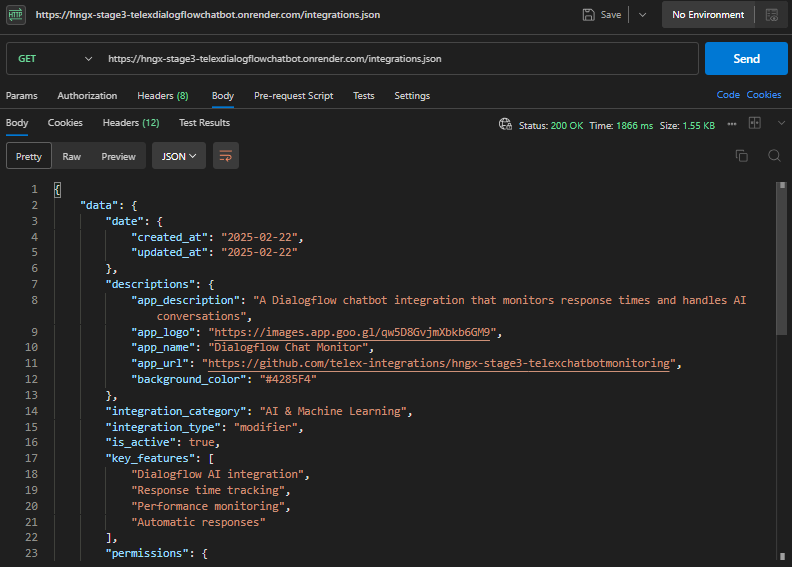 HTTP https://hngx-stage3-telexdialogflowchatbot.onrender.com/integrations.json Save No Environment
GET https://hngx-stage3-telexdialogflowchatbot.onrender.com/integrations.json Send
Params Authorization Headers (8) Body Pre-request Script Tests Settings Code Cookies
Body Cookies Headers (12) Test Results Status: 200 OK Time: 1866 ms Size: 1.55 KB
Pretty Raw Preview JSON
1 {
2 "data": {
3 "date": {
4 "created_at": "2025-02-22",
5 "updated_at": "2025-02-22"
6 },
7 "descriptions": {
8 "app_description": "A Dialogflow chatbot integration that monitors response times and handles AI
conversations",
9 "app_logo": "https://images.app.goo.gl/qw5D8GvjmXbkb6GM9",
10 "app_name": "Dialogflow Chat Monitor",
11 "app_url": "https://github.com/telex-integrations/hngx-stage3-telexchatbotmonitoring",
12 "background_color": "#4285F4"
13 },
14 "integration_category": "AI & Machine Learning",
15 "integration_type": "modifier",
16 "is_active": true,
17 "key_features": [
18 "Dialogflow AI integration",
19 "Response time tracking",
20 "Performance monitoring",
21 "Automatic responses"
22 ],
23 "permissions": {